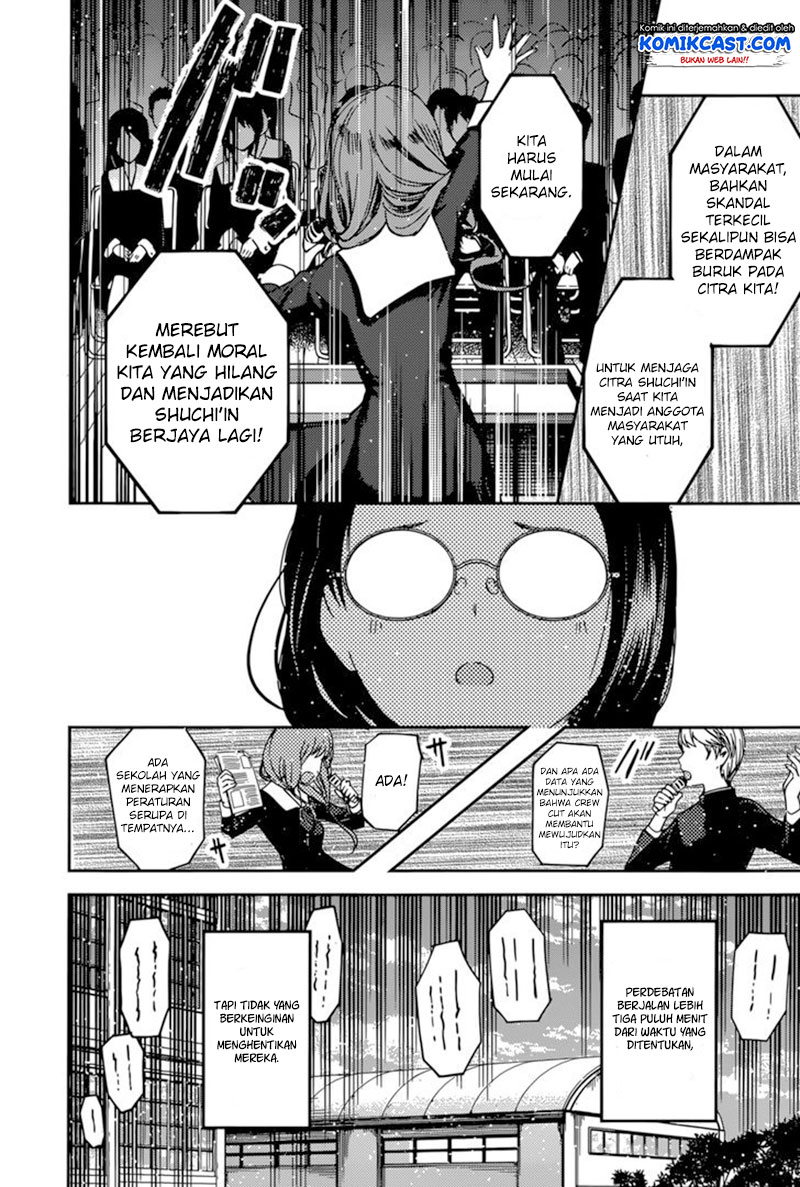 Komik ini diterjemahkan & diedit oleh
KOMIKCAST.COM
BUKAN WEB LAIN!!
DALAM
MASYARAKAT,
BAHKAN
SKANDAL
TERKECIL
SEKALIPUN BISA
BERDAMPAK
BURUK PADA
CITRA KITA!
UNTUK MENJAGA
CITRA SHUCHI'IN
SAAT KITA
MENJADI ANGGOTA
MASYARAKAT
YANG UTUH,
KITA
HARUS
MULAI
SEKARANG.
MEREBUT
KEMBALI MORAL
KITA YANG HILANG
DAN MENJADIKAN
SHUCHI'IN
BERJAYA LAGI!
バ
バッ
DAN APA ADA
DATA YANG
MENUNJUKKAN
BAHWA CREW
CUT AKAN
MEMBANTU
MEWUJUDKAN
ITU?
ADA!
ADA
SEKOLAH YANG
MENERAPKAN
PERATURAN
SERUPA DI
TEMPATNYA...
PERDEBATAN
BERJALAN LEBIH
TIGA PULUH MENIT
DARI WAKTU YANG
DITENTUKAN,
TAPI TIDAK YANG
BERKEINGINAN
UNTUK
MENGHENTIKAN
MEREKA.